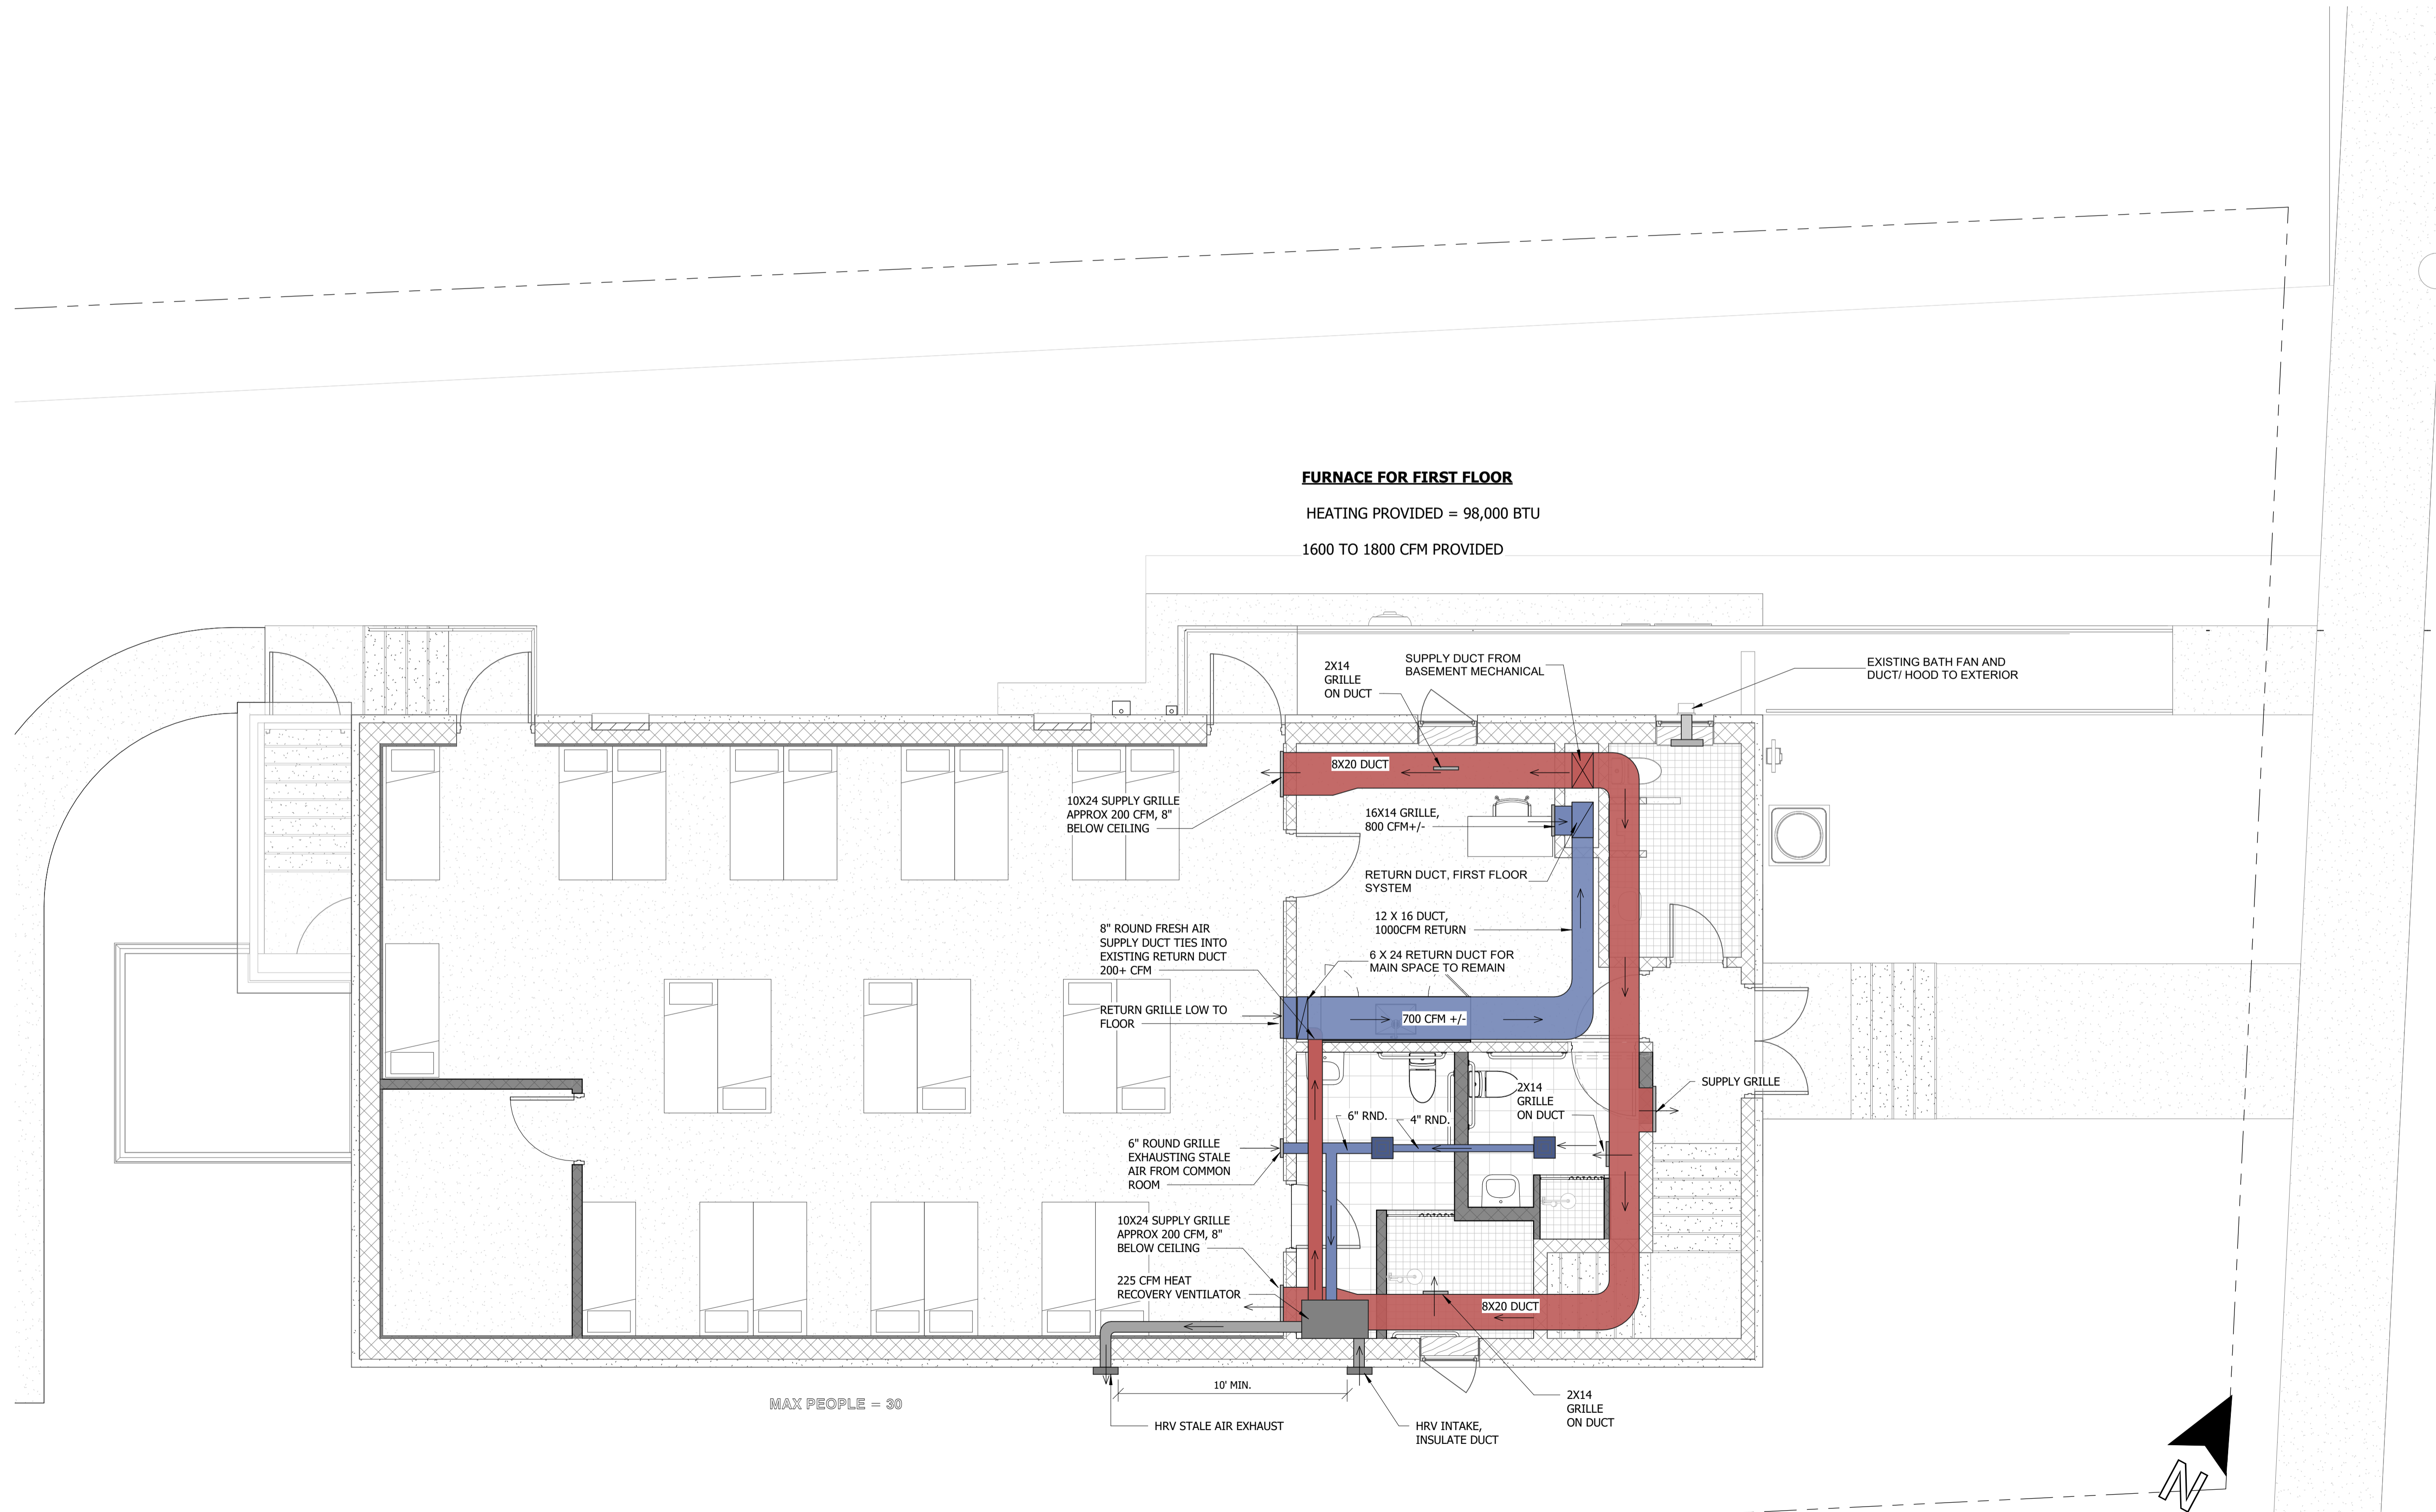 FURNACE FOR FIRST FLOOR
HEATING PROVIDED = 98,000 BTU
1600 TO 1800 CFM PROVIDED
2X14
GRILLE
ON DUCT
SUPPLY DUCT FROM
BASEMENT MECHANICAL
EXISTING BATH FAN AND
DUCT/ HOOD TO EXTERIOR
8X20 DUCT
10X24 SUPPLY GRILLE
APPROX 200 CFM, 8"
BELOW CEILING
16X14 GRILLE,
800 CFM+/-
RETURN DUCT, FIRST FLOOR
SYSTEM
12 X 16 DUCT,
1000CFM RETURN
8" ROUND FRESH AIR
SUPPLY DUCT TIES INTO
EXISTING RETURN DUCT
200+ CFM
6 X 24 RETURN DUCT FOR
MAIN SPACE TO REMAIN
RETURN GRILLE LOW TO
FLOOR
700 CFM +/-
SUPPLY GRILLE
2X14
GRILLE
ON DUCT
6" RND.
4" RND.
6" ROUND GRILLE
EXHAUSTING STALE
AIR FROM COMMON
ROOM
10X24 SUPPLY GRILLE
APPROX 200 CFM, 8"
BELOW CEILING
225 CFM HEAT
RECOVERY VENTILATOR
8X20 DUCT
10' MIN.
MAX PEOPLE = 30
2X14
GRILLE
ON DUCT
HRV STALE AIR EXHAUST
HRV INTAKE,
INSULATE DUCT
N